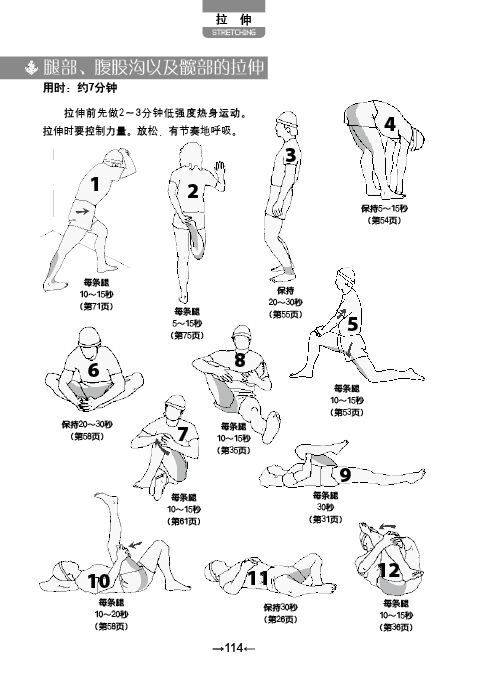 拉 伸
STRETCHING
腿部、腹股沟以及髋部的拉伸
用时：约7分钟
拉伸前先做2～3分钟低强度热身运动。
拉伸时要控制力量。放松、有节奏地呼吸。
1
每条腿
10～15秒
（第71页）
2
每条腿
5～15秒
（第75页）
3
保持
20～30秒
（第55页）
4
保持5～15秒
（第54页）
5
每条腿
10～15秒
（第53页）
6
保持20～30秒
（第58页）
7
每条腿
10～15秒
（第61页）
8
每条腿
10～15秒
（第35页）
9
每条腿
30秒
（第31页）
10
每条腿
10～20秒
（第58页）
11
保持30秒
（第26页）
12
每条腿
10～15秒
（第36页）
→114←